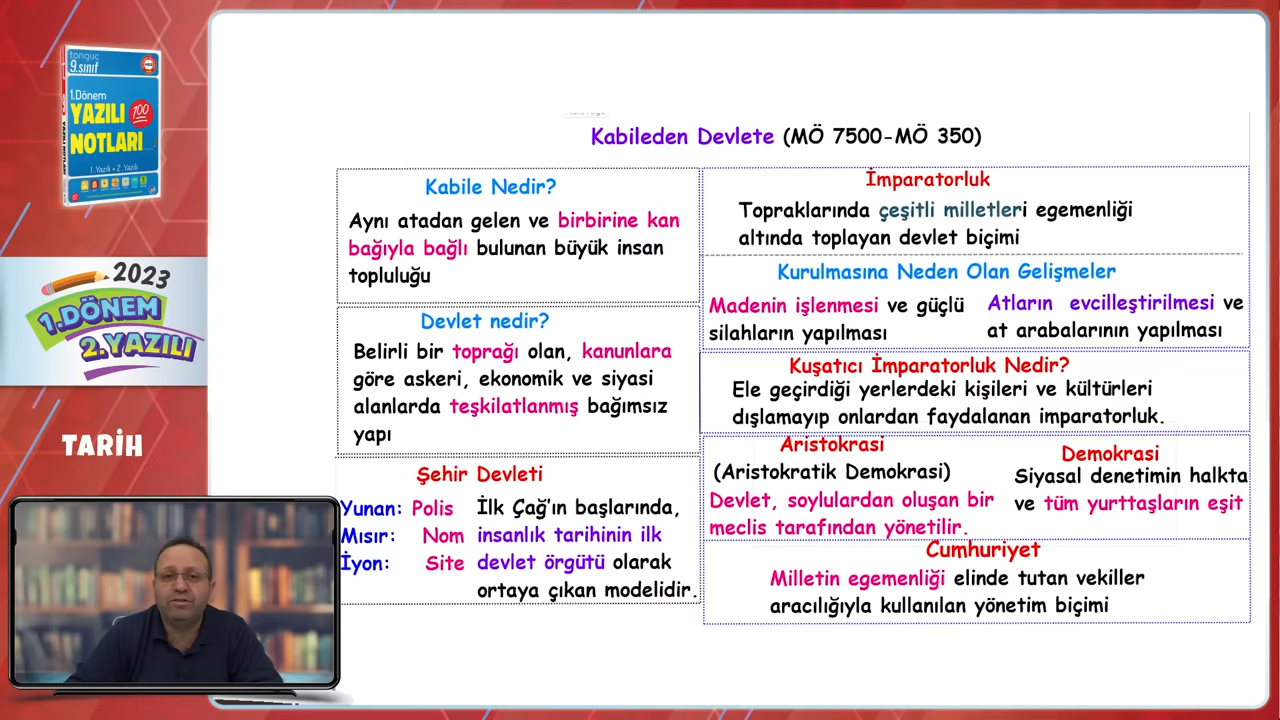 tonguç
9.sınıf
1.Dönem
YAZILI
100
NOTLARI
1.Yazılı • 2.Yazılı
YAZILI NOTLARI
2023
1.DÖNEM
2.YAZILI
TARİH
Kabileden Devlete (MÖ 7500-MÖ 350)
Kabile Nedir?
Aynı atadan gelen ve birbirine kan
bağıyla bağlı bulunan büyük insan
topluluğu
Devlet nedir?
Belirli bir toprağı olan, kanunlara
göre askeri, ekonomik ve siyasi
alanlarda teşkilatlanmış bağımsız
yapı
Şehir Devleti
Yunan: Polis
Mısır: Nom
İyon: Site
İlk Çağ'ın başlarında,
insanlık tarihinin ilk
devlet örgütü olarak
ortaya çıkan modelidir.
İmparatorluk
Topraklarında çeşitli milletleri egemenliği
altında toplayan devlet biçimi
Kurulmasına Neden Olan Gelişmeler
Madenin işlenmesi ve güçlü
silahların yapılması
Atların evcilleştirilmesi ve
at arabalarının yapılması
Kuşatıcı İmparatorluk Nedir?
Ele geçirdiği yerlerdeki kişileri ve kültürleri
dışlamayıp onlardan faydalanan imparatorluk.
Aristokrasi
(Aristokratik Demokrasi)
Devlet, soylulardan oluşan bir
meclis tarafından yönetilir.
Demokrasi
Siyasal denetimin halkta
ve tüm yurttaşların eşit
Cumhuriyet
Milletin egemenliği elinde tutan vekiller
aracılığıyla kullanılan yönetim biçimi